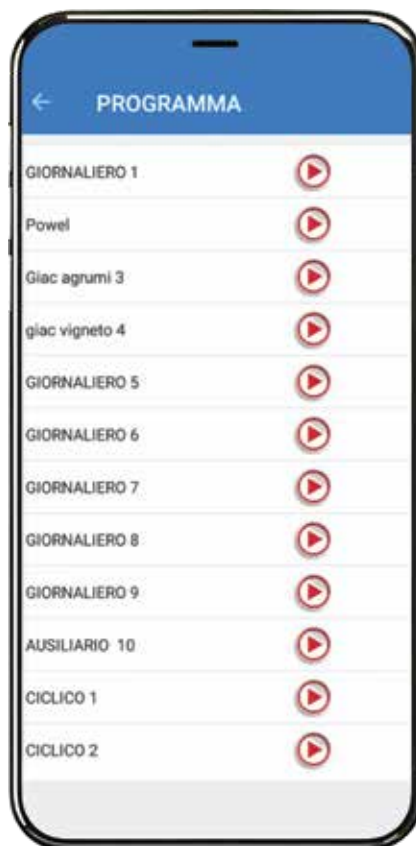 PROGRAMMA
GIORNALIERO 1
Powel
Giac agrumi 3
giac vigneto 4
GIORNALIERO 5
GIORNALIERO 6
GIORNALIERO 7
GIORNALIERO 8
GIORNALIERO 9
AUSILIARIO 10
CICLICO 1
CICLICO 2